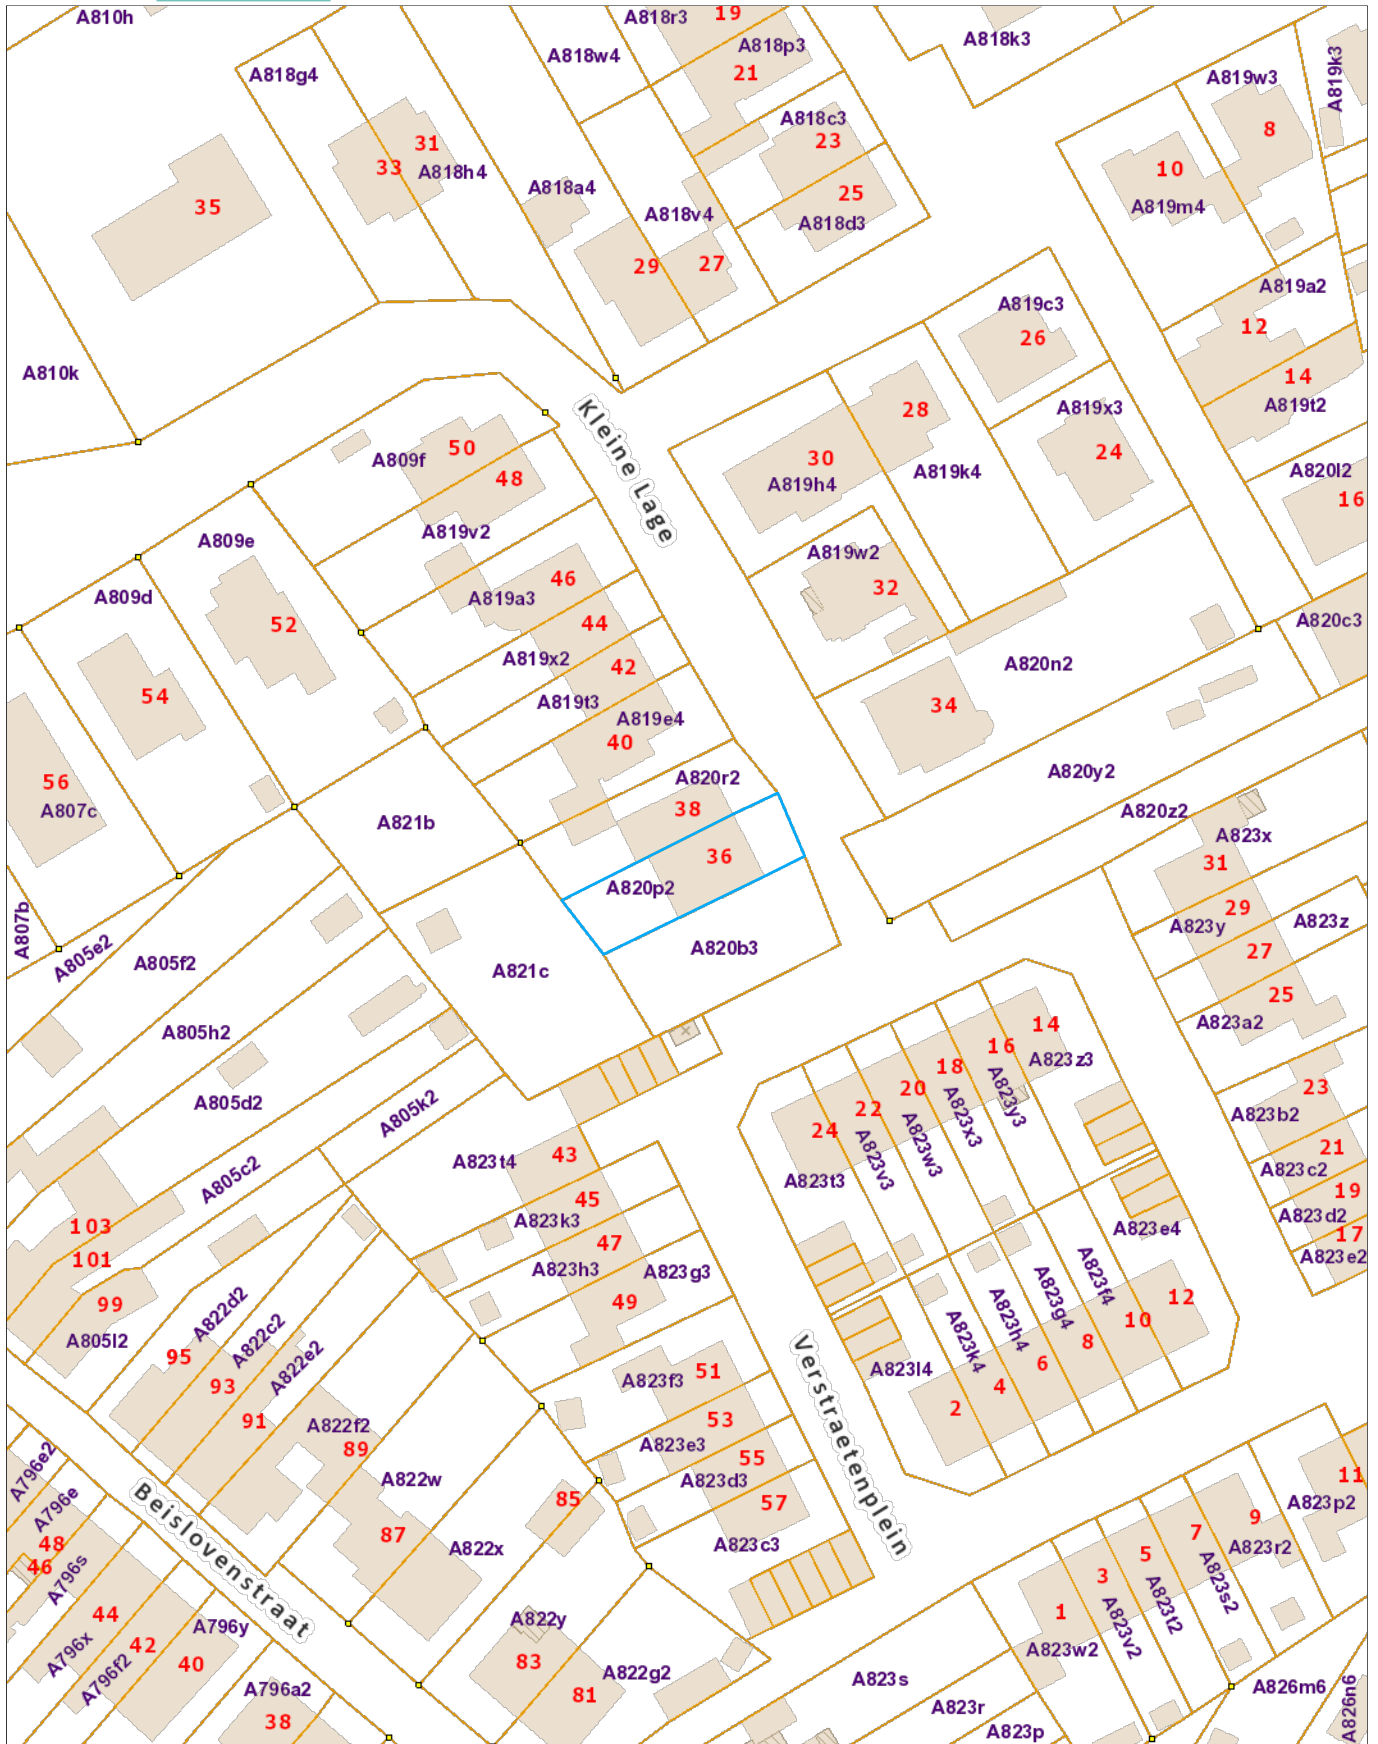 A810h
A818r3
19
A818k3
A818w4
A818p3
21
A818g4
A819w3
A819k3
8
A818c3
23
31
33
A818h4
10
A819m4
A818a4
25
35
A818v4
A818d3
29
27
A819a2
A819c3
12
26
A810k
14
A819t2
A819x3
28
Kleine Lage
50
A809f
48
30
A819h4
A819k4
24
A820l2
16
A819v2
A809e
A819w2
46
32
A809d
A819a3
44
52
A820c3
A819x2
42
A820n2
54
A819t3
34
A819e4
40
A820y2
A820r2
56
A807c
38
A820z2
A821b
A823x
36
31
A820p2
29
A807b
A823y
A823z
A805e2
A820b3
27
A805f2
A821c
25
A823a2
A805h2
14
16
A823z3
18
A823y3
20
A823x3
22
A823w3
24
A823v3
A823t3
23
A823b2
A805d2
A805k2
43
A823t4
21
A823c2
A805c2
45
19
A823k3
A823d2
103
A823e4
17
47
A823e2
101
A823h3
A823g3
99
49
A805l2
A822d2
A822c2
A822e2
A823f4
A823g4
A823h4
A823k4
12
10
8
6
4
2
A823l4
95
93
91
51
A823f3
Verstraetenplein
A822f2
89
53
A823e3
55
A823d3
A822w
57
11
A823p2
A796e2
A796e
Beislovenstraat
85
87
A822x
A823c3
9
A823r2
7
A823s2
5
A823t2
3
A823v2
1
A823w2
48
46
A796s
44
A796x
42
A796f2
A796y
40
A822y
83
A822g2
81
A796a2
38
A823s
A823r
A823p
A826m6
A826n6